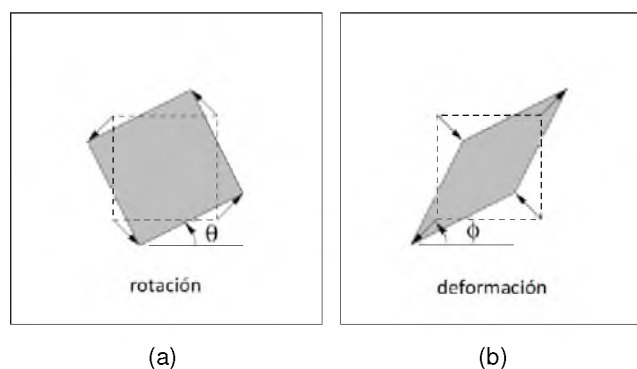 θ
rotación
ϕ
deformación
(a)
(b)